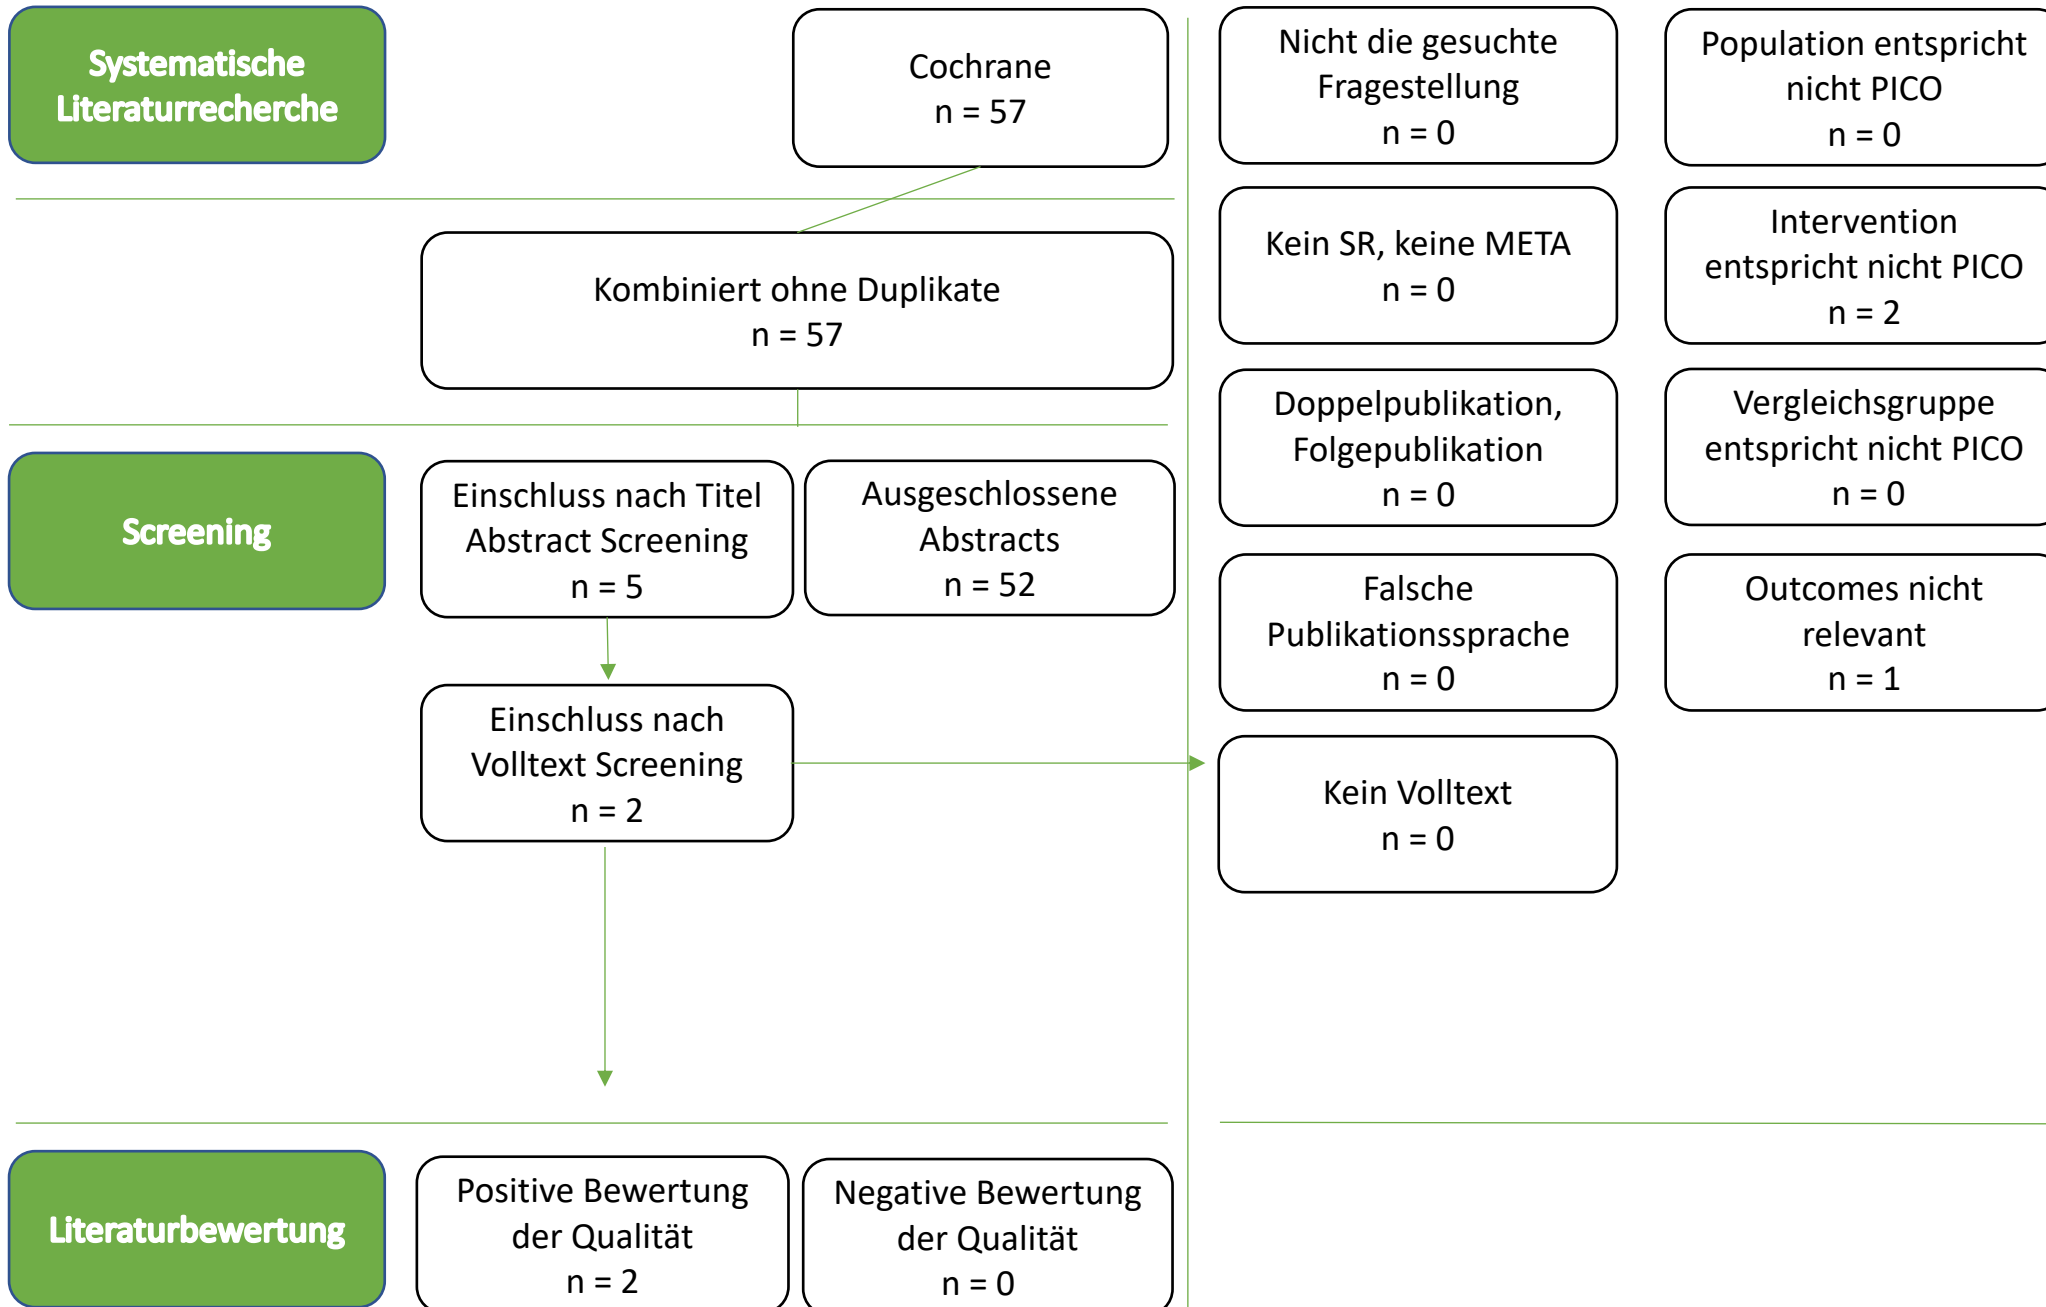 Systematische
Literaturrecherche
Cochrane
n = 57
Kombiniert ohne Duplikate
n = 57
Screening
Einschluss nach Titel
Abstract Screening
n = 5
Ausgeschlossene
Abstracts
n = 52
Einschluss nach
Volltext Screening
n = 2
Literaturbewertung
Positive Bewertung
der Qualität
n = 2
Negative Bewertung
der Qualität
n = 0
Nicht die gesuchte
Fragestellung
n = 0
Population entspricht
nicht PICO
n = 0
Kein SR, keine META
n = 0
Intervention
entspricht nicht PICO
n = 2
Doppelpublikation,
Folgepublikation
n = 0
Vergleichsgruppe
entspricht nicht PICO
n = 0
Falsche
Publikationssprache
n = 0
Outcomes nicht
relevant
n = 1
Kein Volltext
n = 0